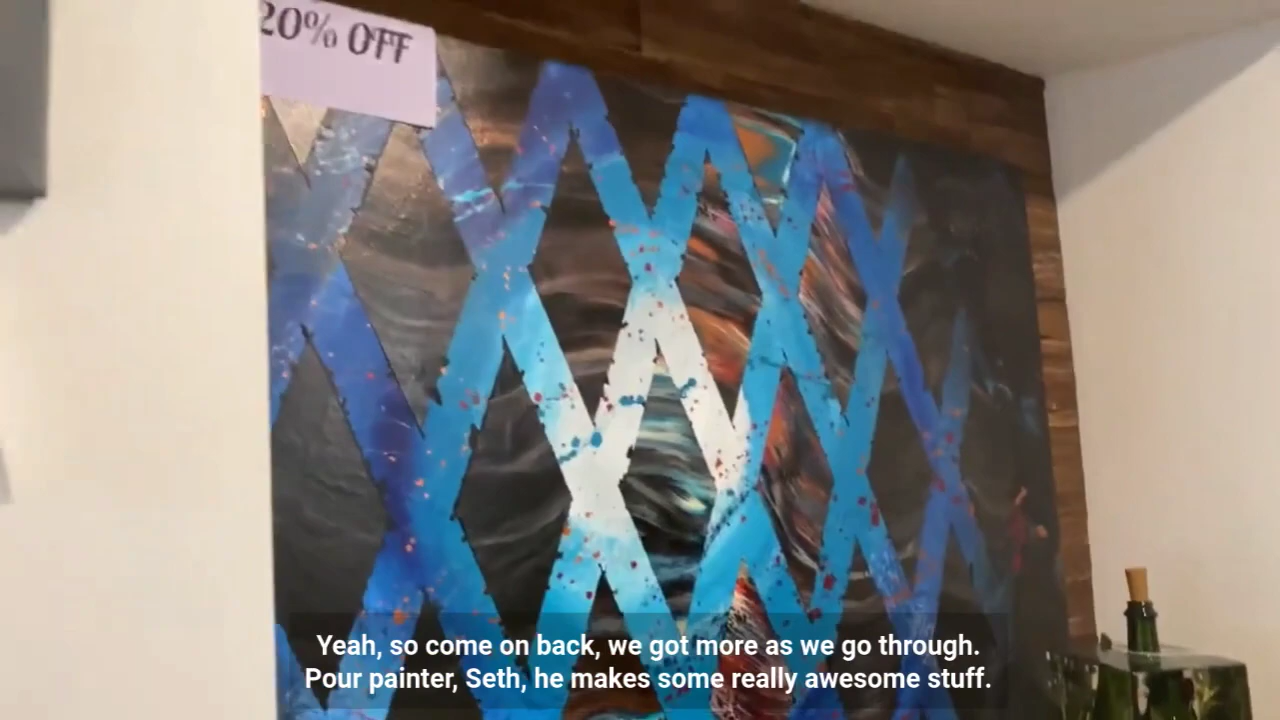 20% OFF
Yeah, so come on back, we got more as we go through.
Pour painter, Seth, he makes some really awesome stuff.